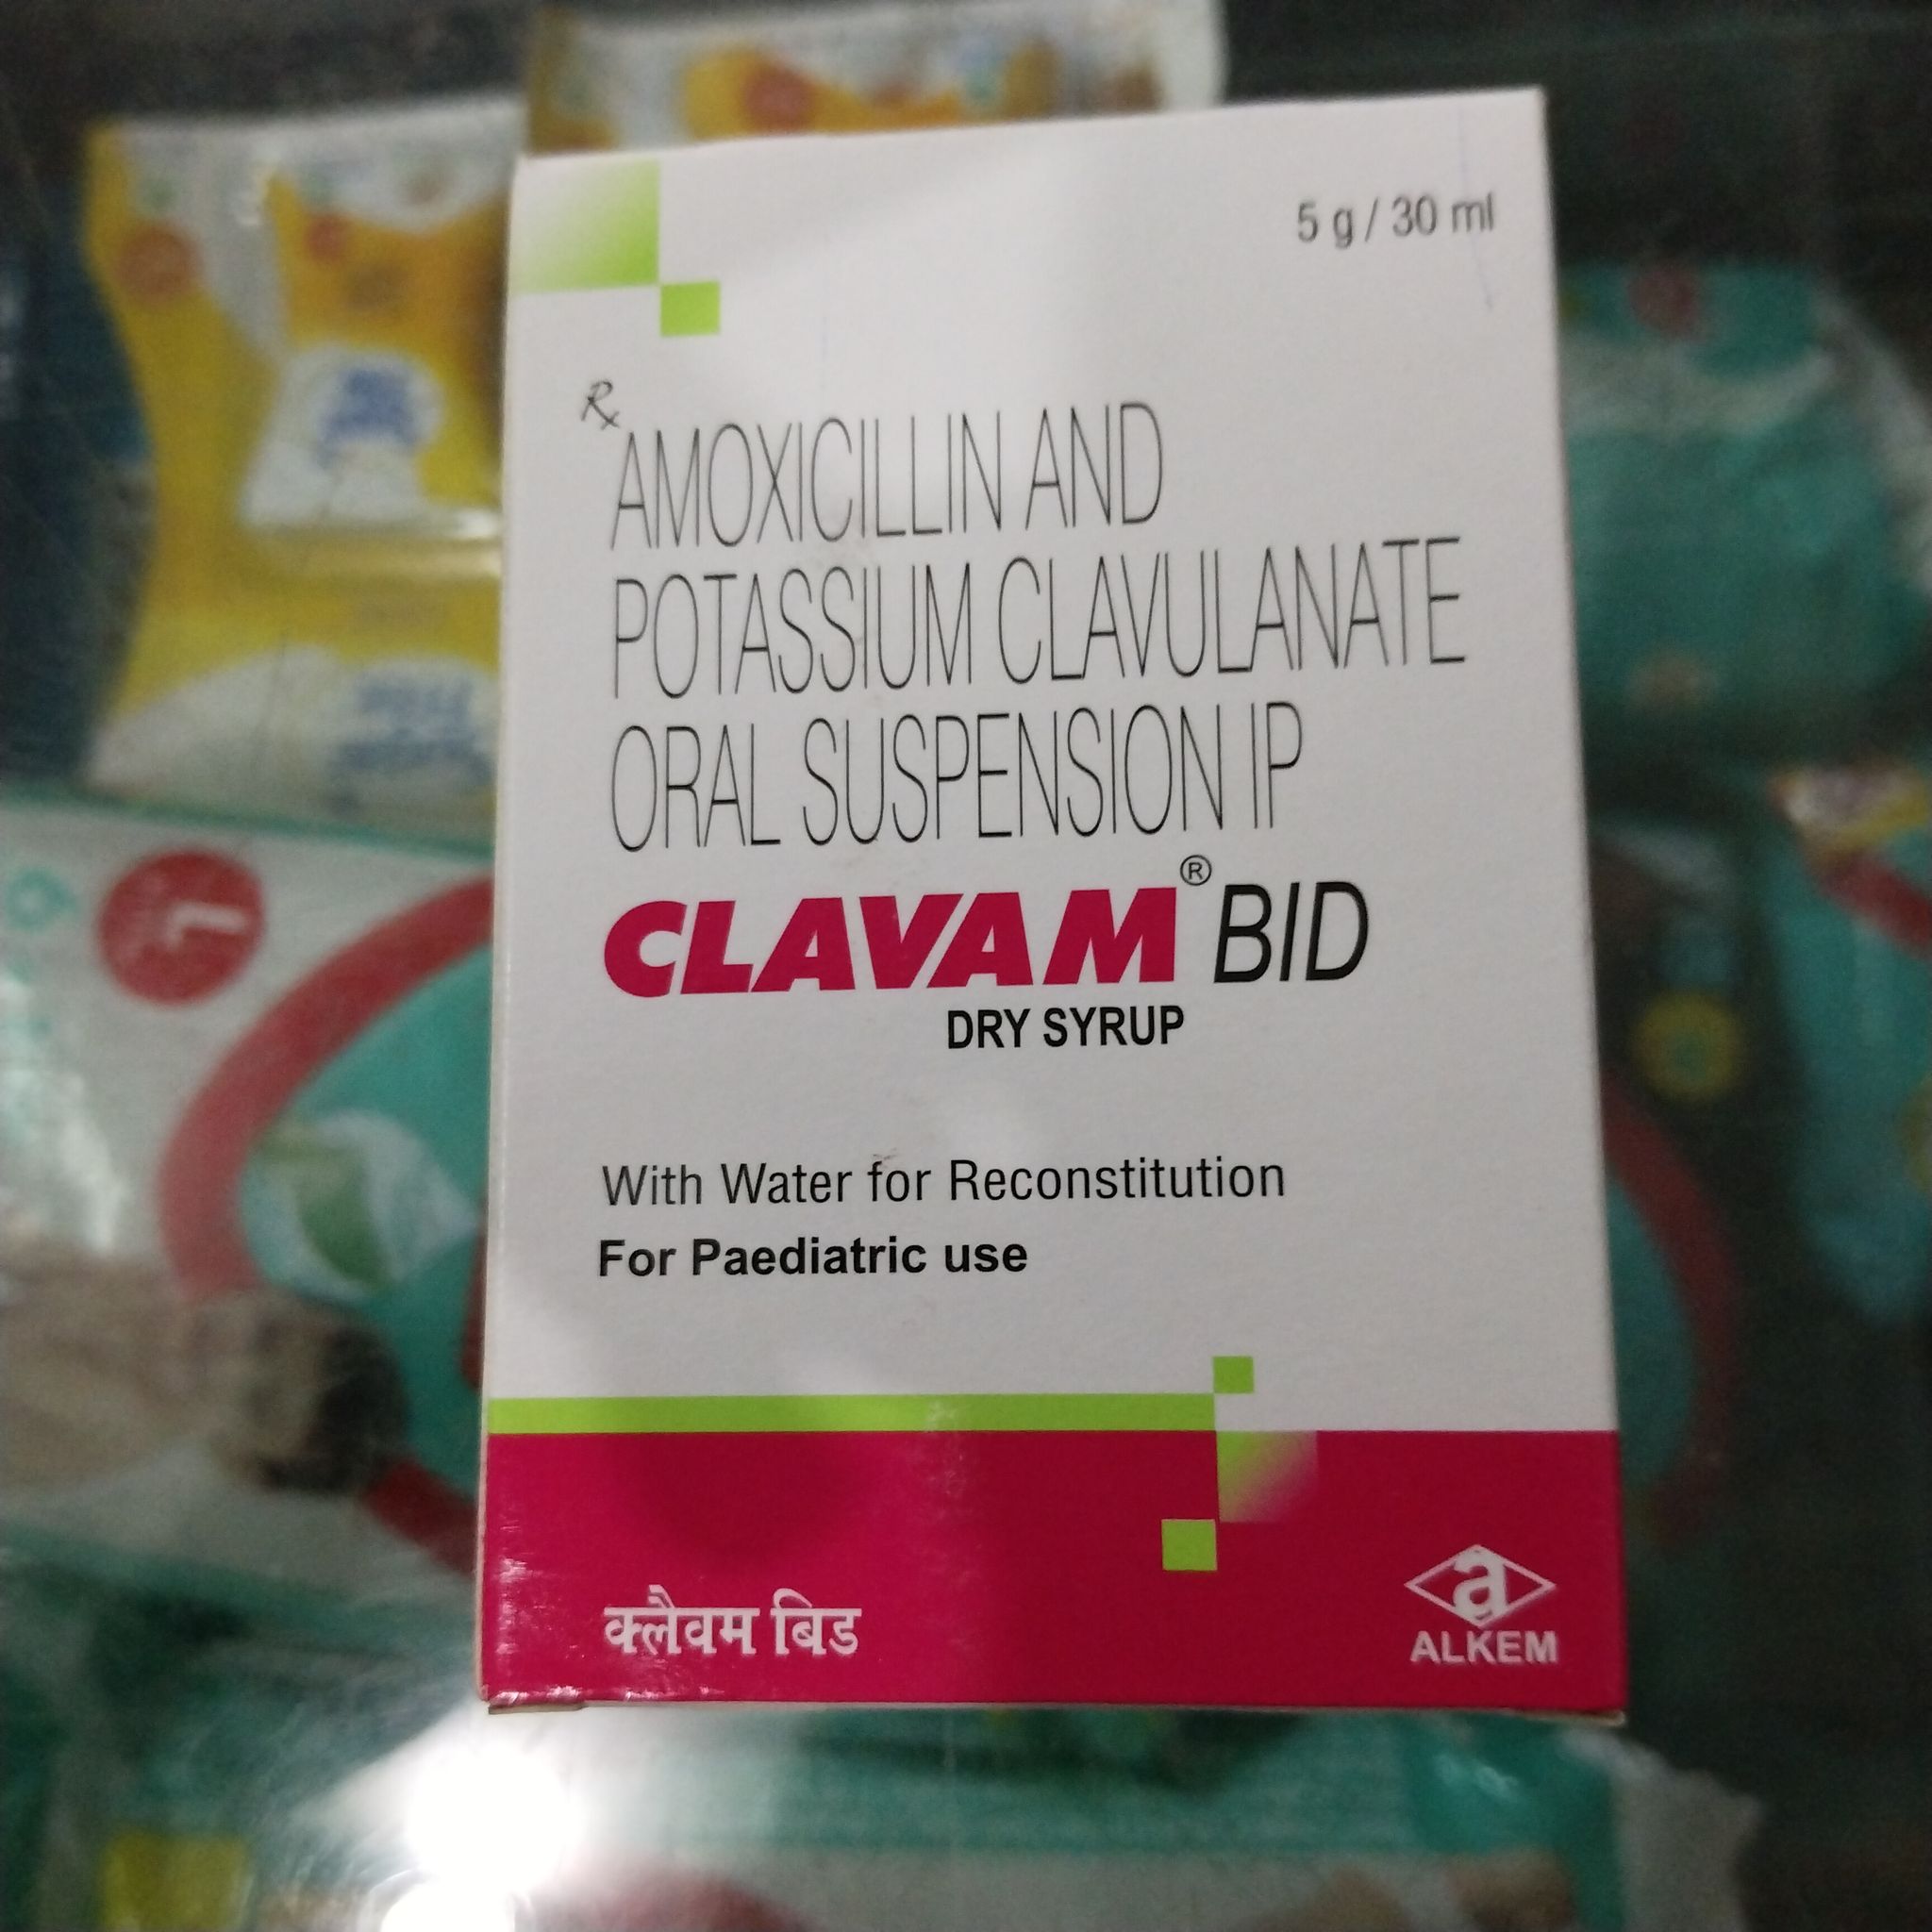 5 g / 30 ml
Rx
AMOXICILLIN AND
POTASSIUM CLAVULANATE
ORAL SUSPENSION IP
CLAVAM® BID
DRY SYRUP
With Water for Reconstitution
For Paediatric use
क्लैवम बिड
a
ALKEM
L